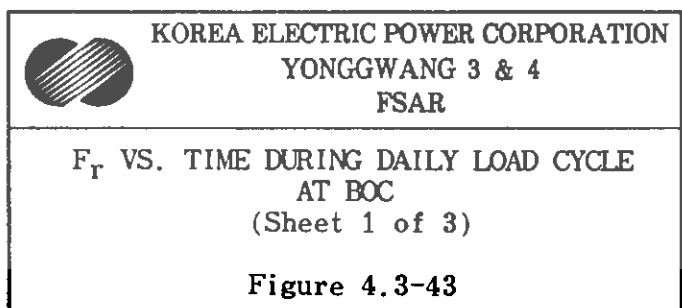 KOREA ELECTRIC POWER CORPORATION
YONGGWANG 3 & 4
FSAR
Fr VS. TIME DURING DAILY LOAD CYCLE
AT BOC
(Sheet 1 of 3)
Figure 4.3-43